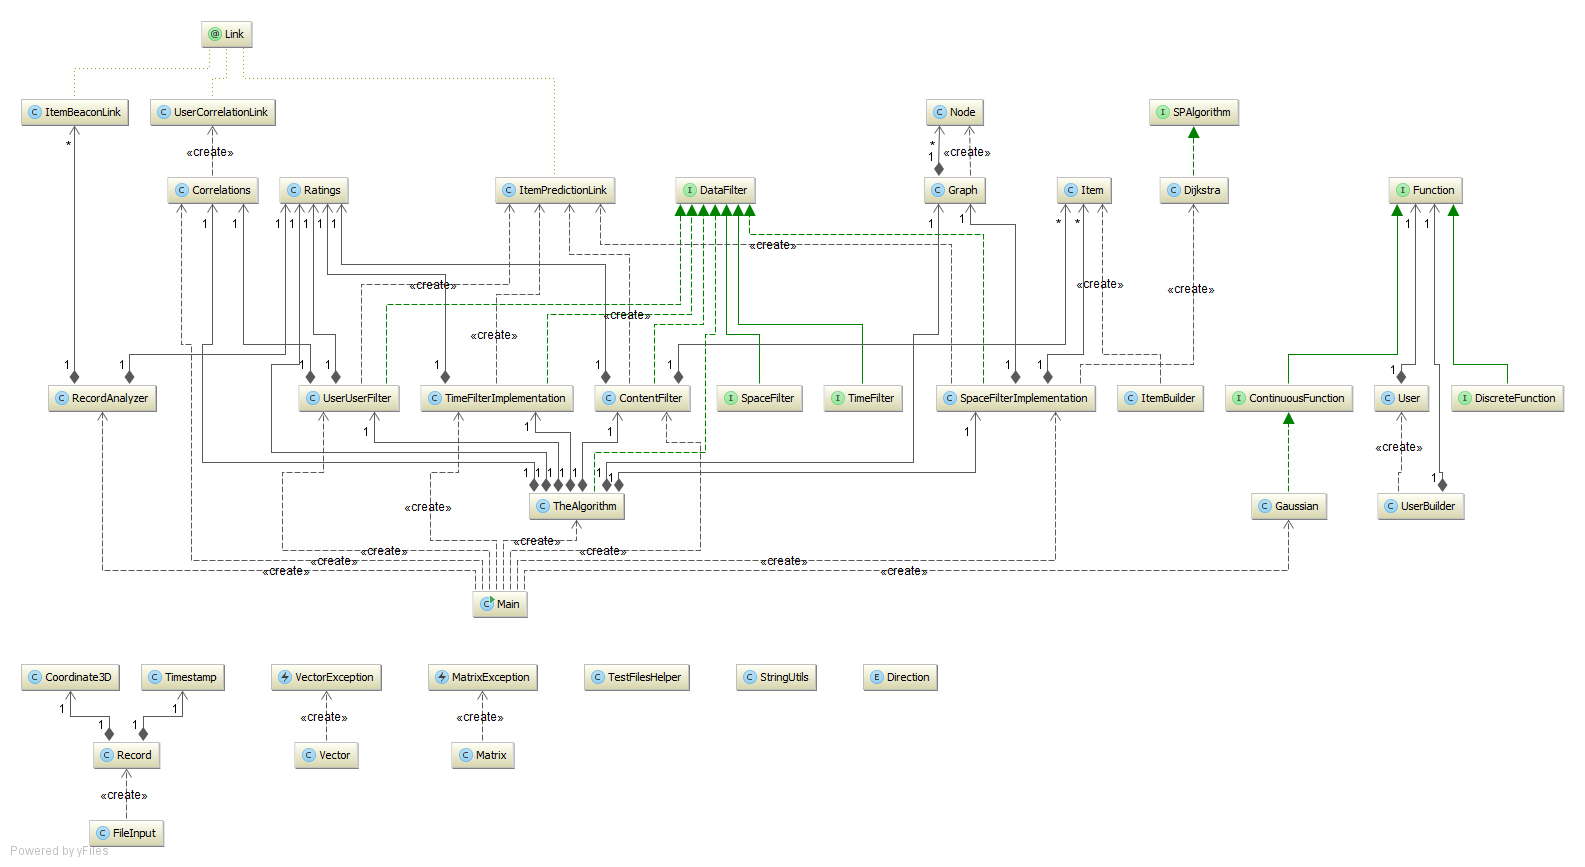 @ Link
C ItemBeaconLink
C UserCorrelationLink
C Node
I SPAlgorithm
*
«create»
*
1
«create»
C Correlations
C Ratings
C ItemPredictionLink
I DataFilter
C Graph
C Item
C Dijkstra
I Function
1 1 1 1 1 1 1
1 1
* *
1 1
«create»
«create»
«create»
«create»
«create»
«create»
1 1
1 1
1
1 1
1 1
1
C RecordAnalyzer
C UserUserFilter
C TimeFilterImplementation
C ContentFilter
I SpaceFilter
I TimeFilter
C SpaceFilterImplementation
C ItemBuilder
I ContinuousFunction
C User
I DiscreteFunction
1 1 1 1
«create»
1 1 1 1 1 1 1
1
C TheAlgorithm
C Gaussian
C UserBuilder
«create»
«create»
«create»
«create»
«create»
«create»
«create»
«create»
C Main
C Coordinate3D
C Timestamp
VectorException
MatrixException
C TestFilesHelper
C StringUtils
E Direction
1 1
1 1
«create»
«create»
C Record
C Vector
C Matrix
«create»
C FileInput
Powered by yFiles